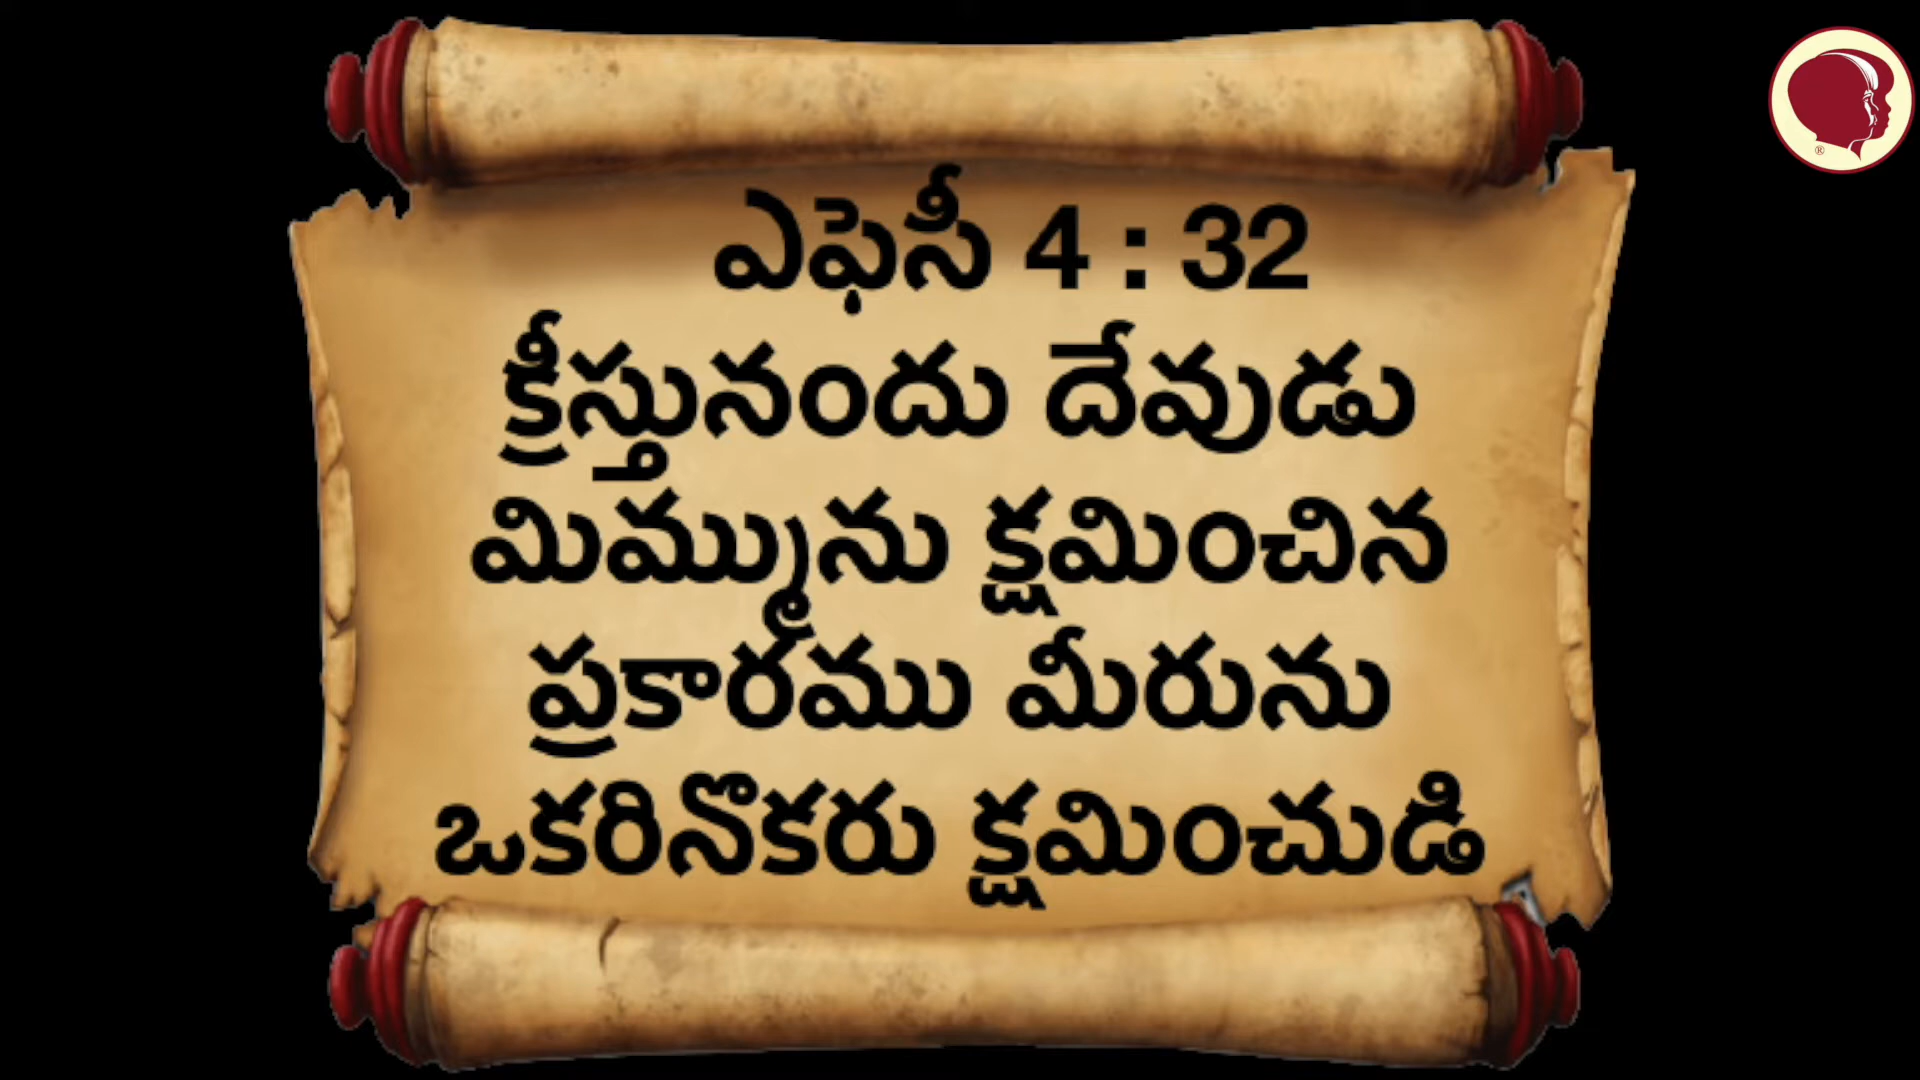 ఎఫెసీ 4 : 32
క్రీస్తునందు దేవుడు
మిమ్మును క్షమించిన
ప్రకారము మీరును
ఒకరినొకరు క్షమించుడి
®